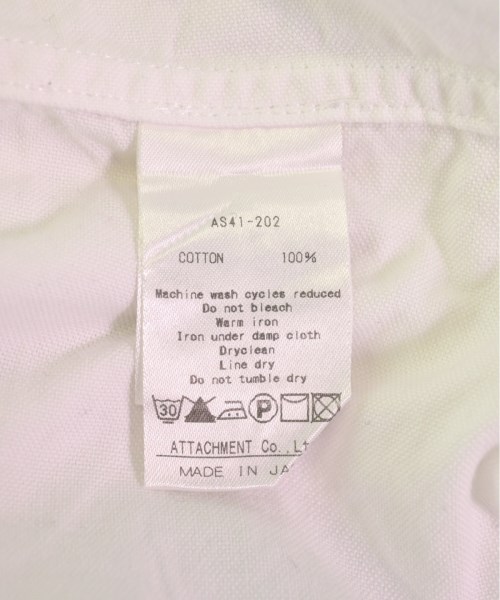 AS41-202
COTTON 100%
Machine wash cycles reduced
Do not bleach
Warm iron
Iron under damp cloth
Dryclean
Line dry
Do not tumble dry
30 P
ATTACHMENT Co.,Lt
MADE IN JA